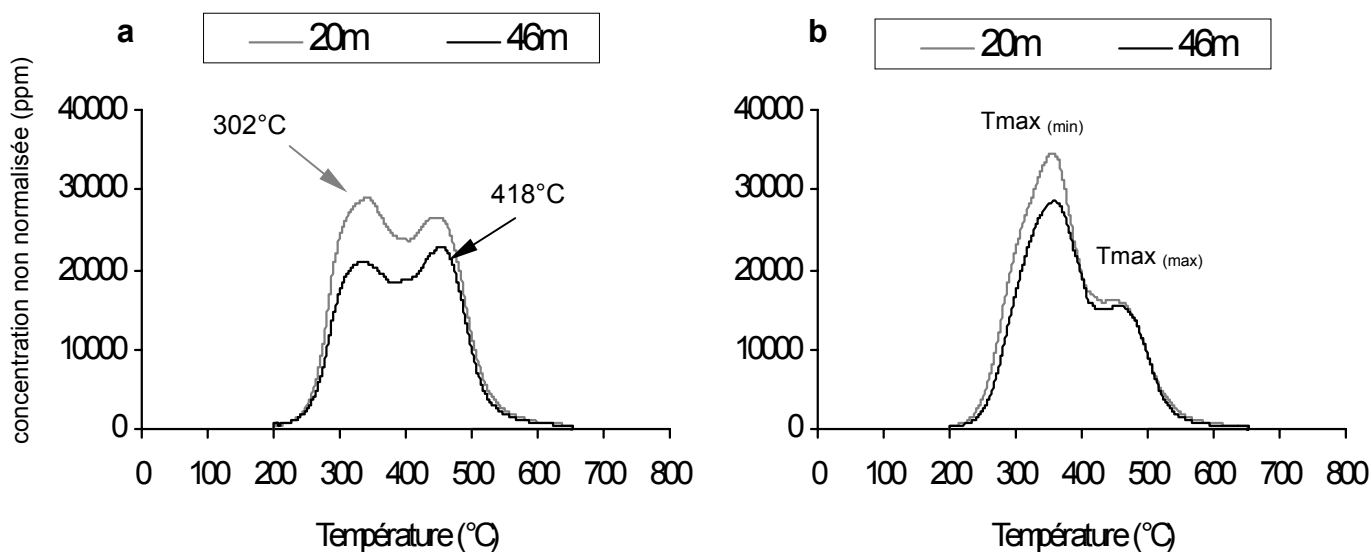 a
20m 46m
concentration non normalisée (ppm)
40000
30000
20000
10000
0
302°C
418°C
0 100 200 300 400 500 600 700 800
Température (°C)
b
20m 46m
40000
30000
20000
10000
0
Tmax (min)
Tmax (max)
0 100 200 300 400 500 600 700 800
Température (°C)